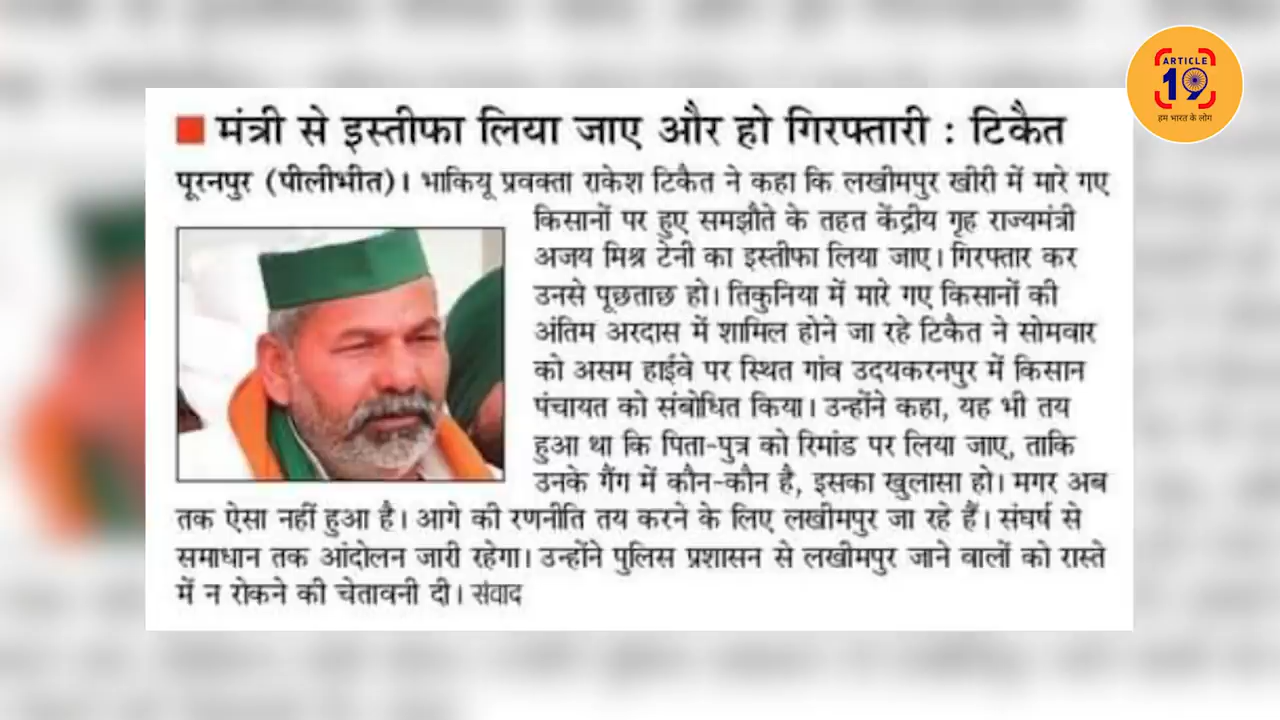 ARTICLE
19
हम भारत के लोग
मंत्री से इस्तीफा लिया जाए और हो गिरफ्तारी : टिकैत
पूरनपुर (पीलीभीत)। भाकियू प्रवक्ता राकेश टिकैत ने कहा कि लखीमपुर खीरी में मारे गए
किसानों पर हुए समझौते के तहत केंद्रीय गृह राज्यमंत्री
अजय मिश्र टेनी का इस्तीफा लिया जाए। गिरफ्तार कर
उनसे पूछताछ हो। तिकुनिया में मारे गए किसानों की
अंतिम अरदास में शामिल होने जा रहे टिकैत ने सोमवार
को असम हाईवे पर स्थित गांव उदयकरनपुर में किसान
पंचायत को संबोधित किया। उन्होंने कहा, यह भी तय
हुआ था कि पिता-पुत्र को रिमांड पर लिया जाए, ताकि
उनके गैंग में कौन-कौन है, इसका खुलासा हो। मगर अब
तक ऐसा नहीं हुआ है। आगे की रणनीति तय करने के लिए लखीमपुर जा रहे हैं। संघर्ष से
समाधान तक आंदोलन जारी रहेगा। उन्होंने पुलिस प्रशासन से लखीमपुर जाने वालों को रास्ते
में न रोकने की चेतावनी दी। संवाद